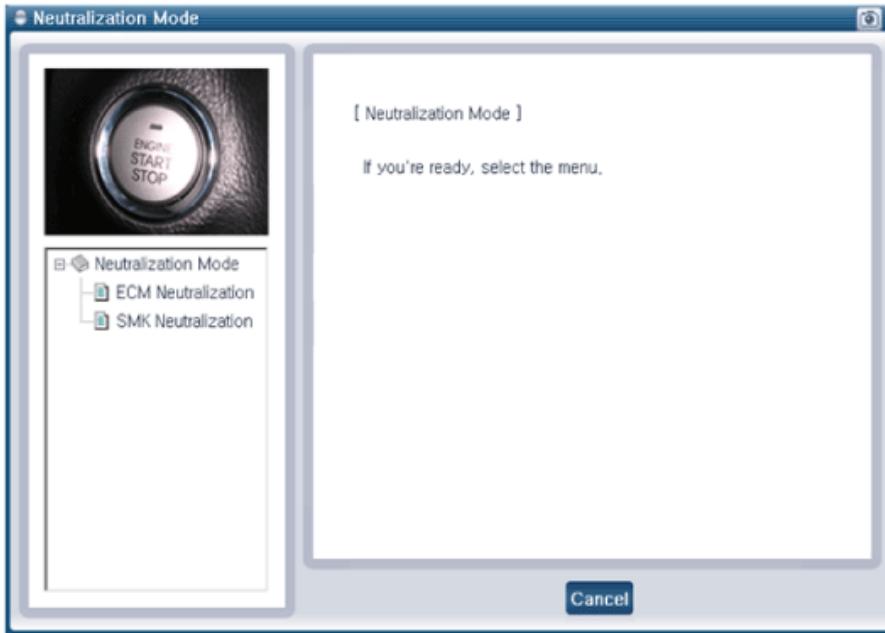 Neutralization Mode
ENGINE
START
STOP
Neutralization Mode
ECM Neutralization
SMK Neutralization
[ Neutralization Mode ]
If you're ready, select the menu.
Cancel